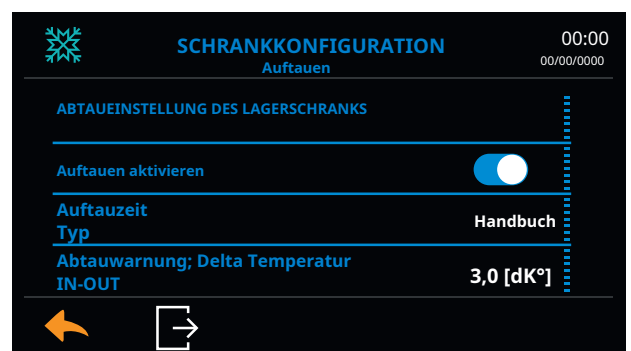 SCHRANKKONFIGURATION
00:00
Auftauen
00/00/0000
ABTAUEINSTELLUNG DES LAGERSCHRANKS
Auftauen aktivieren
Auftauzeit
Typ
Handbuch
Abtauwarnung; Delta Temperatur
IN-OUT
3,0 [dK°]